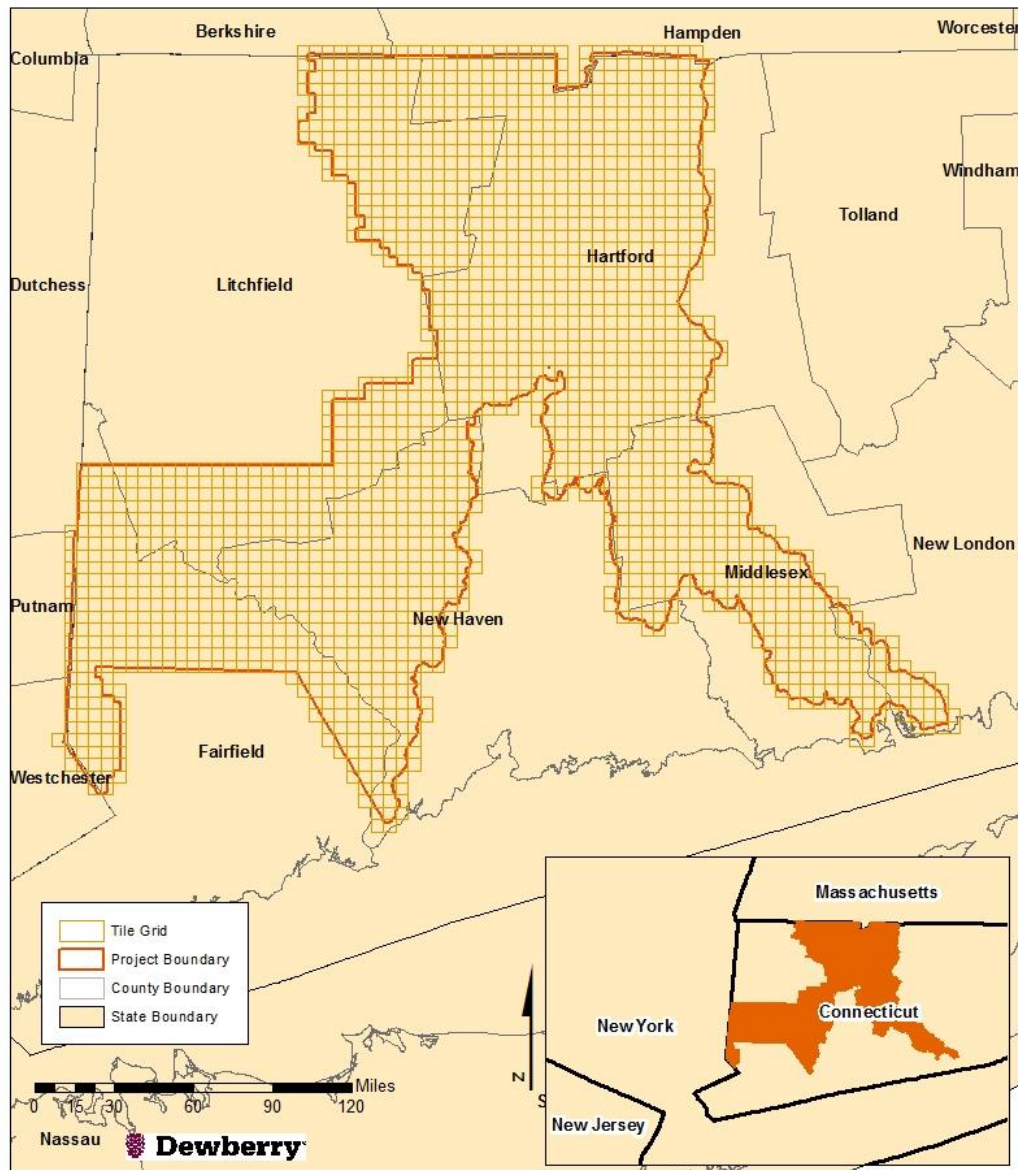 Berkshire
Hampden
Worcester
Columbia
Windham
Tolland
Hartford
Dutchess
Litchfield
New London
Middlesex
Putnam
New Haven
Fairfield
Westchester
Tile Grid
Project Boundary
County Boundary
State Boundary
Miles
0 15 30 60 90 120
Nassau
Dewberry
N
S
Massachusetts
Connecticut
New York
New Jersey